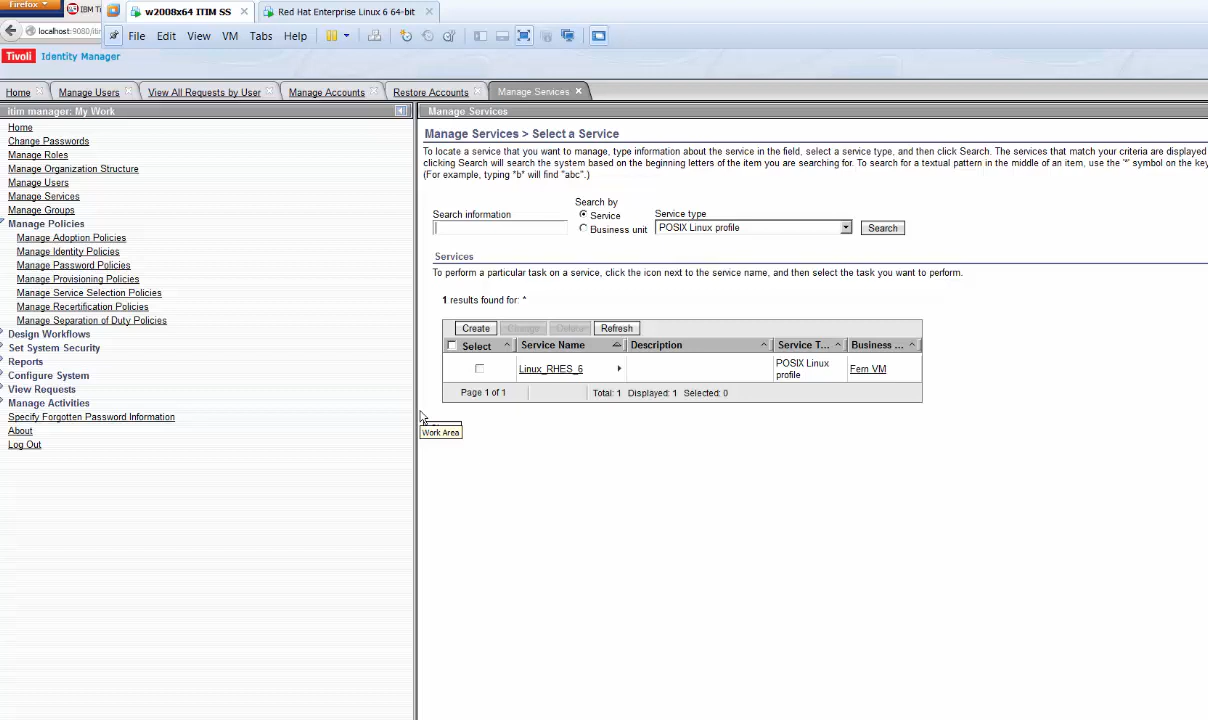 Firefox
IBM Ti
w2008x64 ITIM SS
Red Hat Enterprise Linux 6 64-bit
localhost:9080/itim
File Edit View VM Tabs Help
Tivoli Identity Manager
Home Manage Users View All Requests by User Manage Accounts Restore Accounts Manage Services
itim manager: My Work
Home
Change Passwords
Manage Roles
Manage Organization Structure
Manage Users
Manage Services
Manage Groups
Manage Policies
Manage Adoption Policies
Manage Identity Policies
Manage Password Policies
Manage Provisioning Policies
Manage Service Selection Policies
Manage Recertification Policies
Manage Separation of Duty Policies
Design Workflows
Set System Security
Reports
Configure System
View Requests
Manage Activities
Specify Forgotten Password Information
About
Log Out
Manage Services
Manage Services > Select a Service
To locate a service that you want to manage, type information about the service in the field, select a service type, and then click Search. The services that match your criteria are displayed
clicking Search will search the system based on the beginning letters of the item you are searching for. To search for a textual pattern in the middle of an item, use the '*' symbol on the key
(For example, typing *b* will find "abc".)
Search by
Search information Service Service type
Business unit POSIX Linux profile Search
Services
To perform a particular task on a service, click the icon next to the service name, and then select the task you want to perform.
1 results found for: *
Create Change Delete Refresh
Select Service Name Description Service T... Business ...
Linux_RHES_6 POSIX Linux profile Fern VM
Page 1 of 1 Total: 1 Displayed: 1 Selected: 0
Work Area